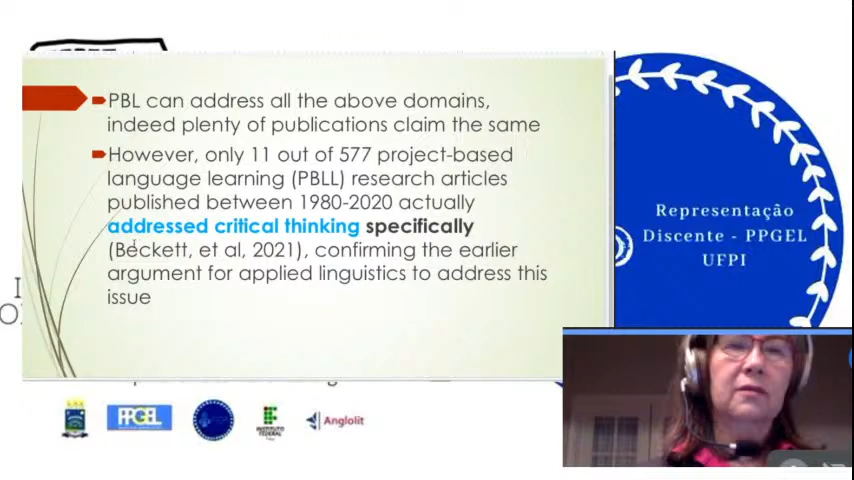 PBL can address all the above domains,
indeed plenty of publications claim the same
However, only 11 out of 577 project-based
language learning (PBLL) research articles
published between 1980-2020 actually
addressed critical thinking specifically
(Beckett, et al, 2021), confirming the earlier
argument for applied linguistics to address this
issue
Representação
Discente - PPGEL
UFPI
PPGEL
INSTITUTO
FEDERAL
Anglolit